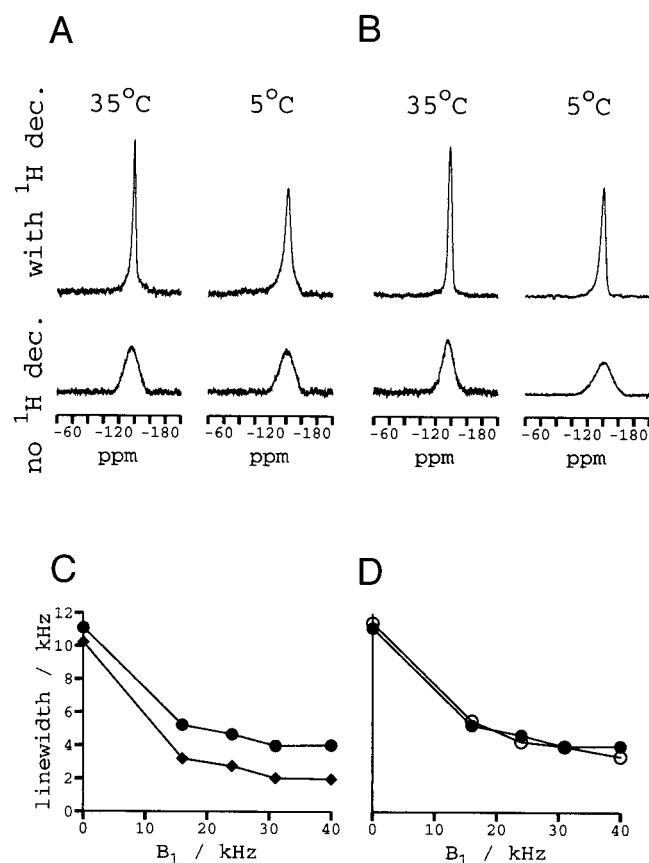 A B
35°C 5°C 35°C 5°C
with ¹H dec.
no ¹H dec.
-60 -120 -180 -60 -120 -180 -60 -120 -180 -60 -120 -180
ppm ppm ppm ppm
C D
linewidth / kHz
12
10
8
6
4
2
0
0 10 20 30 40 0 10 20 30 40
B₁ / kHz B₁ / kHz